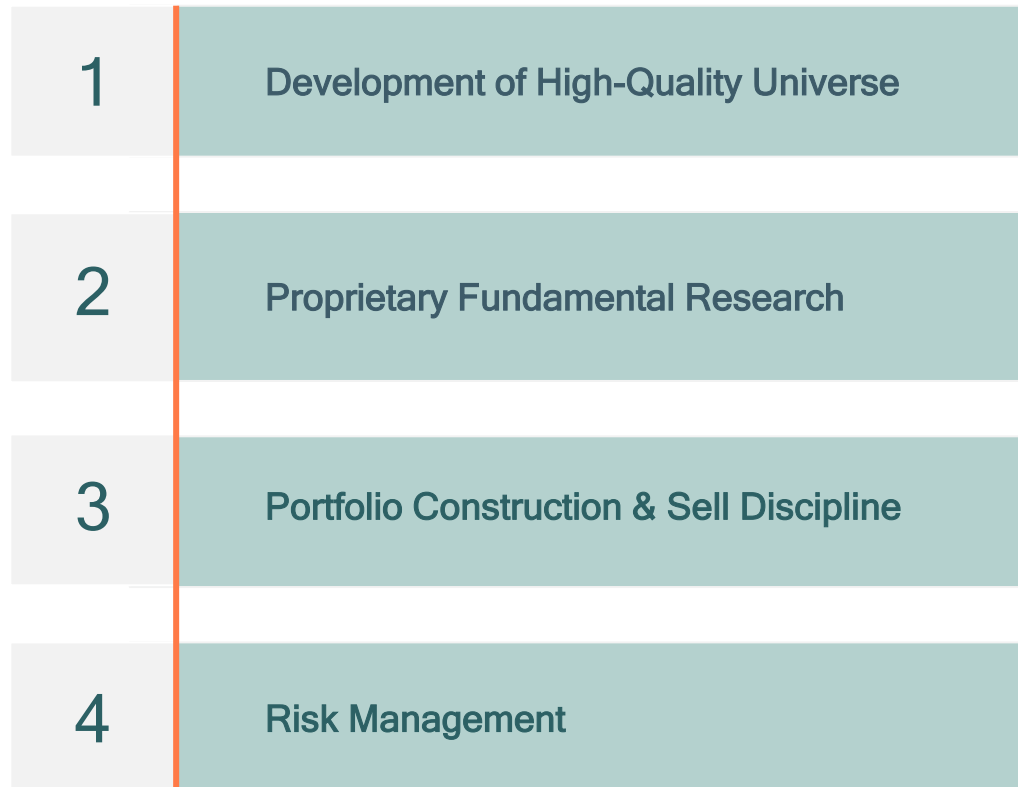 1
Development of High-Quality Universe
2
Proprietary Fundamental Research
3
Portfolio Construction & Sell Discipline
4
Risk Management